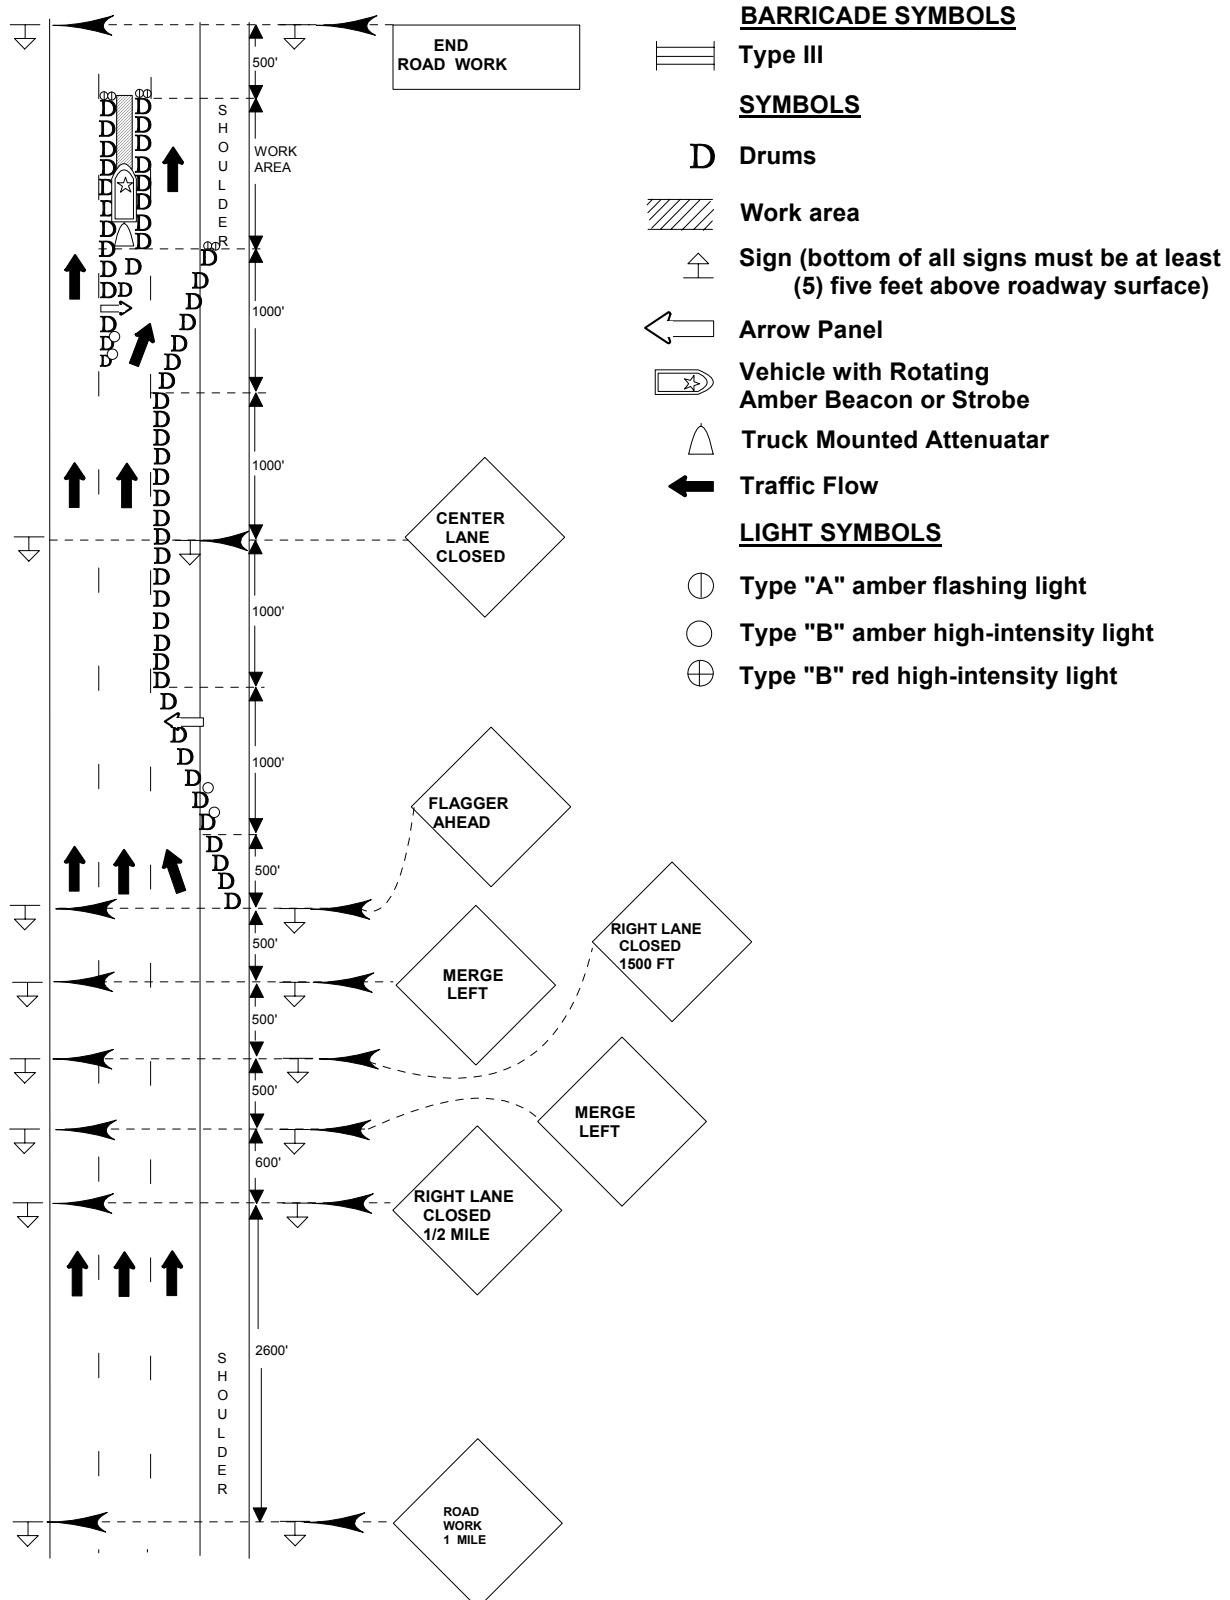 END
ROAD WORK
500'
SHOULDER
WORK
AREA
1000'
1000'
CENTER
LANE
CLOSED
1000'
1000'
FLAGGER
AHEAD
500'
500'
RIGHT LANE
CLOSED
1500 FT
MERGE
LEFT
500'
500'
MERGE
LEFT
600'
RIGHT LANE
CLOSED
1/2 MILE
2600'
SHOULDER
ROAD
WORK
1 MILE
D D D D D D D D D D D D D D D D D D D D D D D D D D D D D D D D D D D D D D D D D D D D D D D D D D D D D D D D D D D D D D D
BARRICADE SYMBOLS
Type III
SYMBOLS
D Drums
Work area
Sign (bottom of all signs must be at least
(5) five feet above roadway surface)
Arrow Panel
Vehicle with Rotating
Amber Beacon or Strobe
Truck Mounted Attenuatar
Traffic Flow
LIGHT SYMBOLS
Type "A" amber flashing light
Type "B" amber high-intensity light
Type "B" red high-intensity light